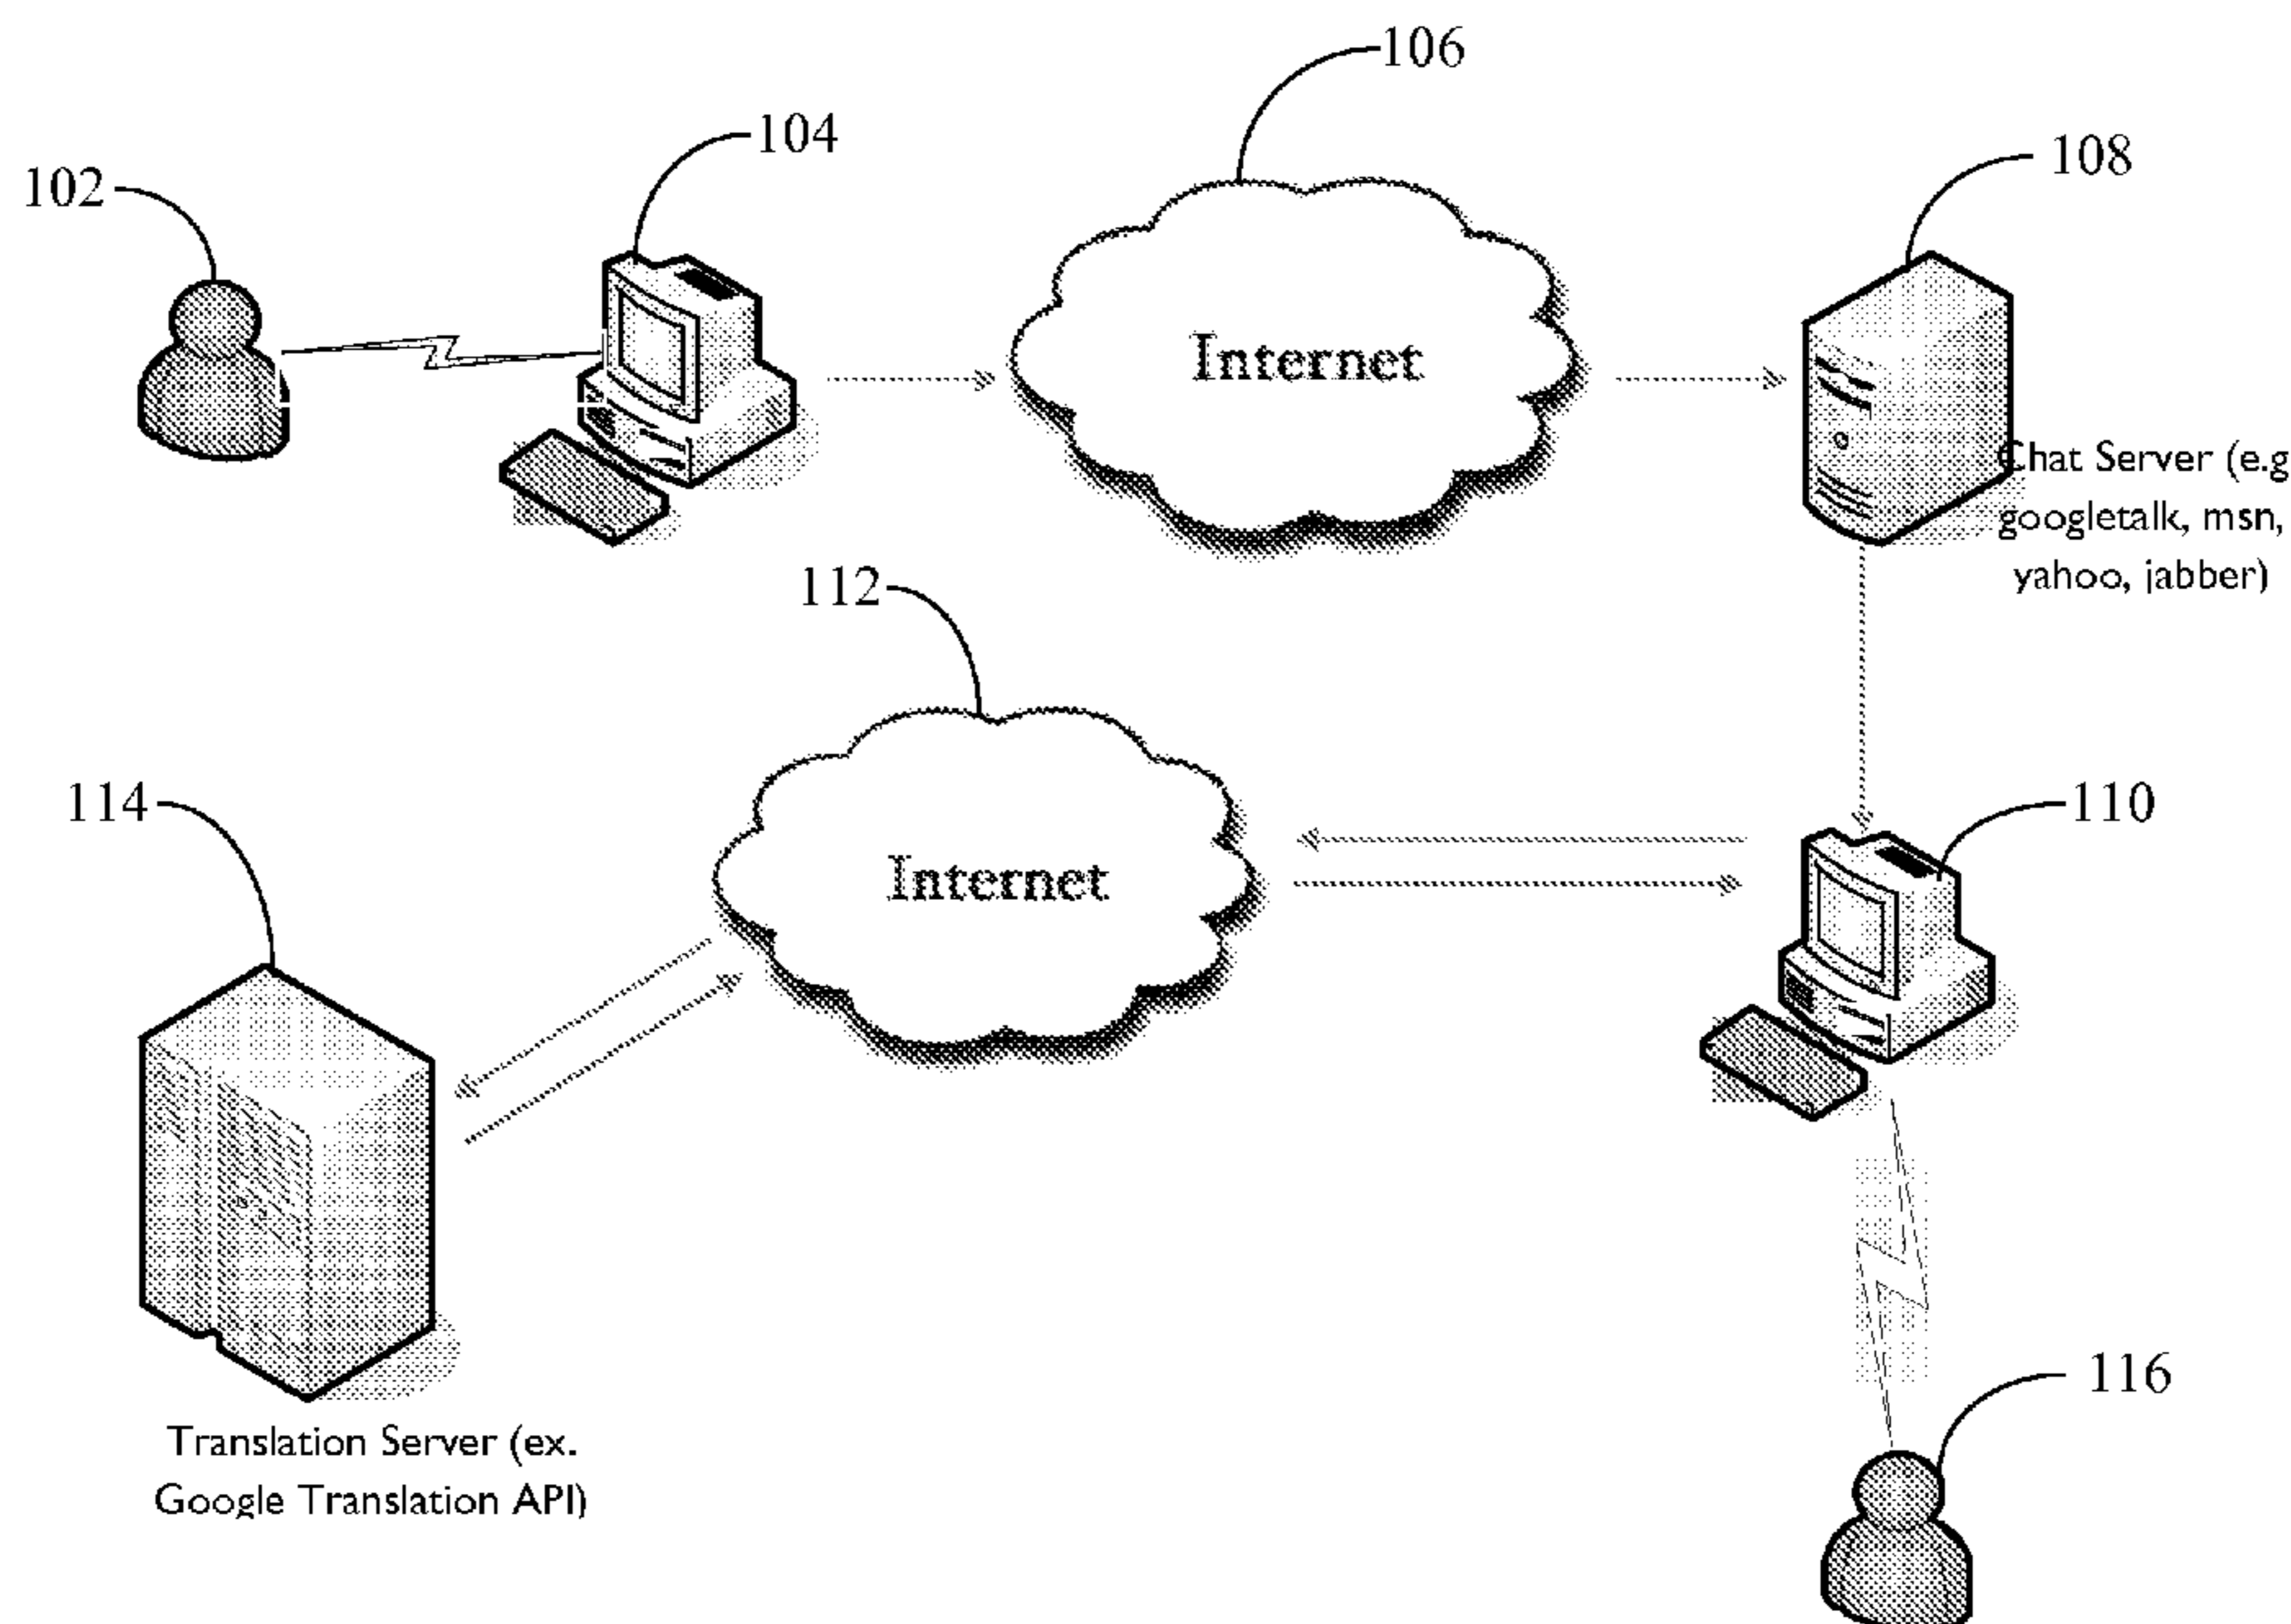 106
104
108
102
Internet
Chat Server (e.g
googletalk, msn,
yahoo, jabber)
112
114
110
Internet
116
Translation Server (ex.
Google Translation API)